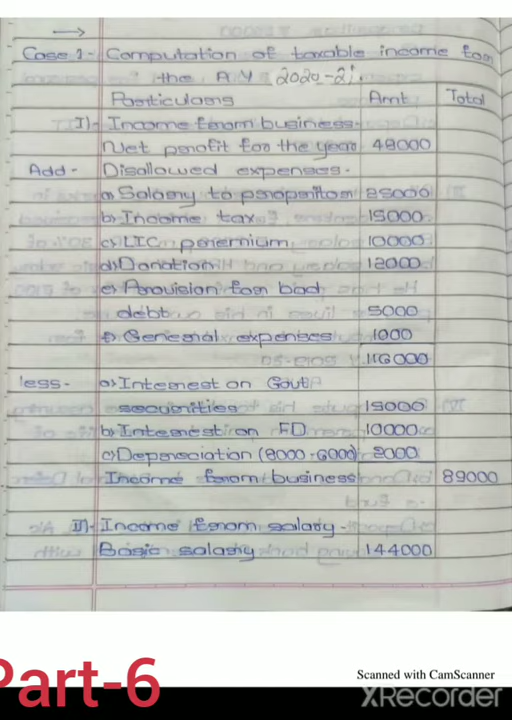 Case 1- Computation of taxable income for
the A.Y. 2020-21.
Particulars Amt Total
I)- Income from business-
Net profit for the year 48000
Add- Disallowed expenses-
a) Salary to propritor 25000
b) Income tax 15000
c) LIC premium 10000
d) Donation 12000
e) Provision for bad
debt 5000
f) General expenses 1000
116000
less- a) Interest on Govt
securities 15000
b) Interest on FD 10000
c) Depreciation (8000-6000) 2000
Income from business 89000
II)- Income from salary-
Basic salary 144000
Part-6
Scanned with CamScanner
XRecorder